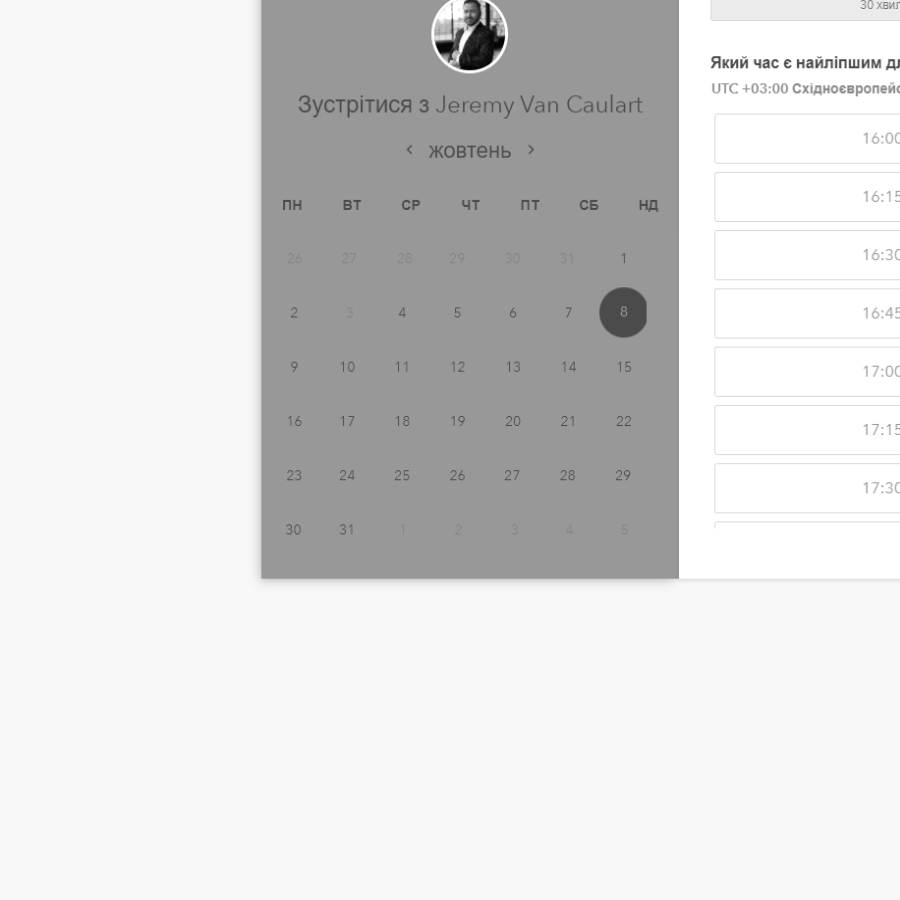 Зустрітися з Jeremy Van Caulart
жовтень
ПН ВТ СР ЧТ ПТ СБ НД
26 27 28 29 30 31 1
2 3 4 5 6 7 8
9 10 11 12 13 14 15
16 17 18 19 20 21 22
23 24 25 26 27 28 29
30 31 1 2 3 4 5
30
Який час є найліпшим
UTC +03:00
16:00
16:15
16:30
16:45
17:00
17:15
17:30